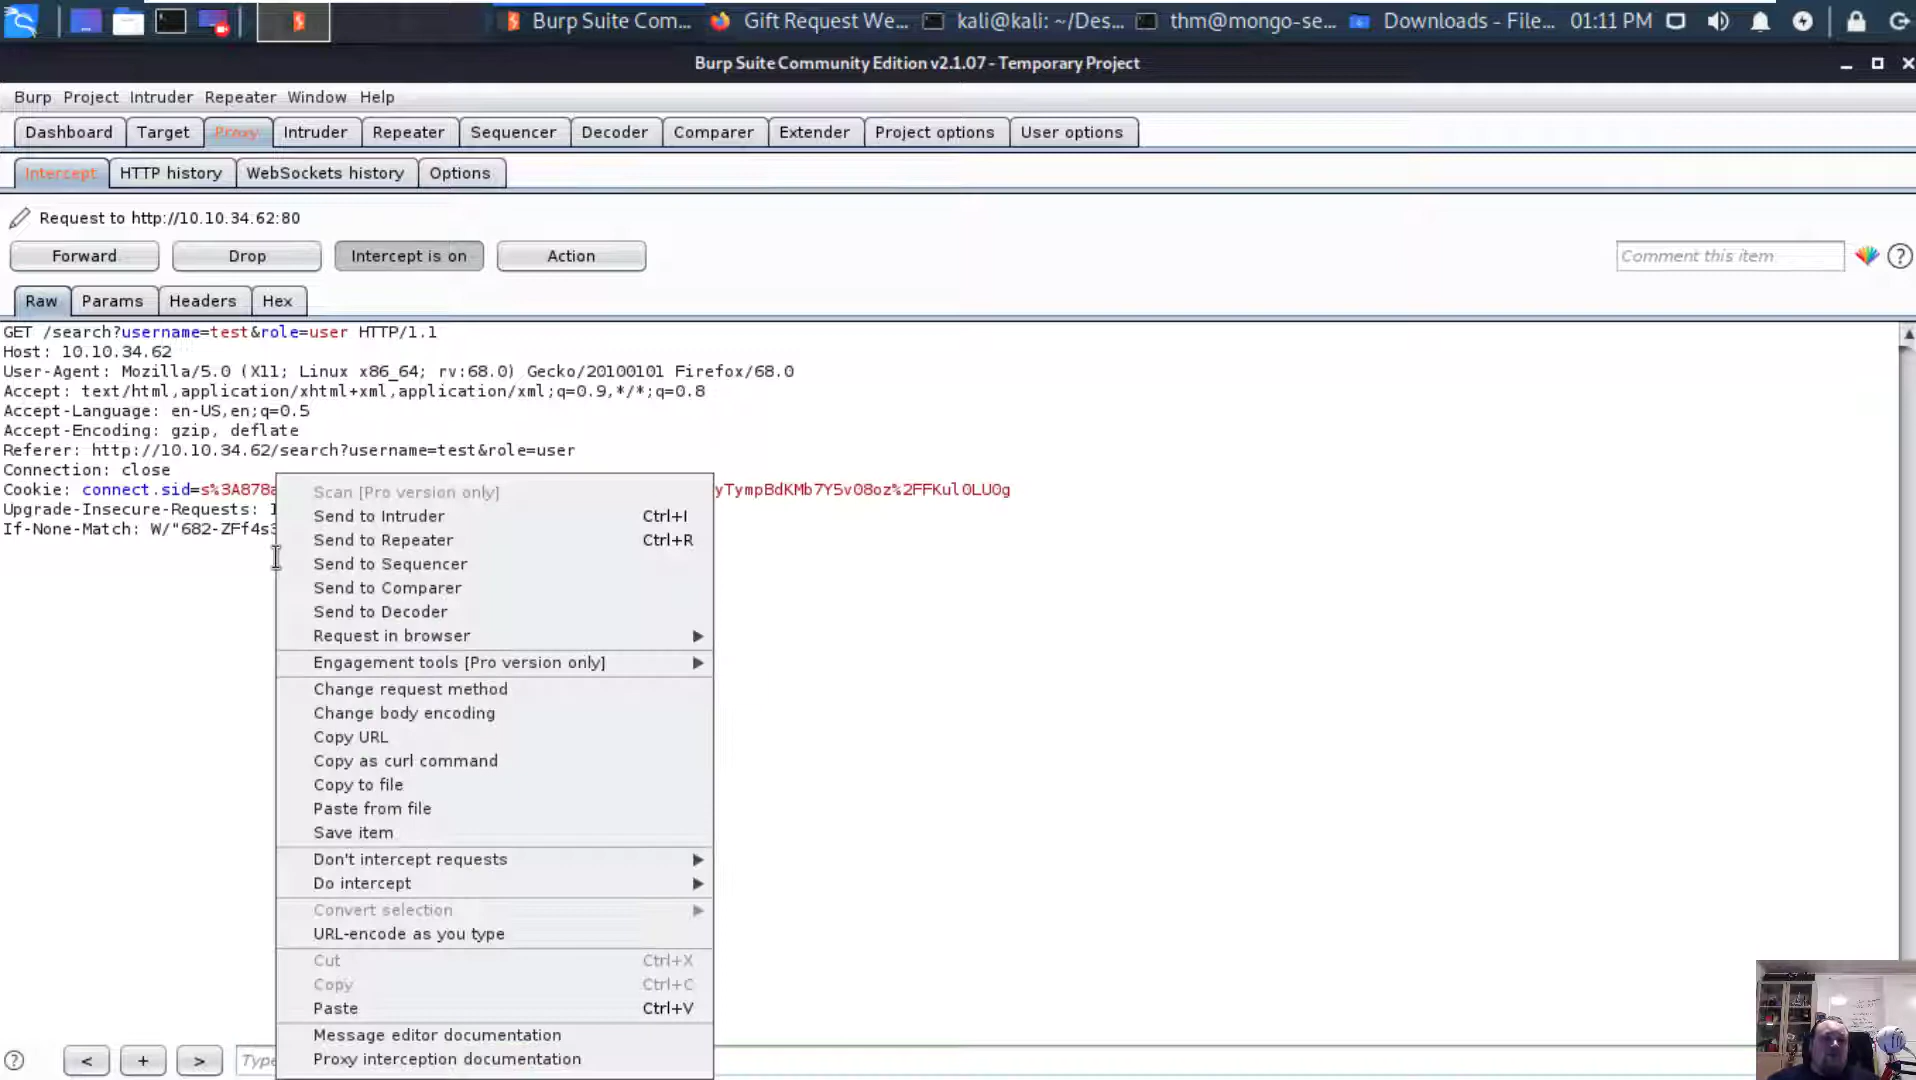 Burp Suite Com... Gift Request We... kali@kali: ~/Des... thm@mongo-se... Downloads - File... 01:11 PM
Burp Suite Community Edition v2.1.07 - Temporary Project
Burp Project Intruder Repeater Window Help
Dashboard Target Proxy Intruder Repeater Sequencer Decoder Comparer Extender Project options User options
Intercept HTTP history WebSockets history Options
Request to http://10.10.34.62:80
Forward Drop Intercept is on Action Comment this item ?
Raw Params Headers Hex
GET /search?username=test&role=user HTTP/1.1
Host: 10.10.34.62
User-Agent: Mozilla/5.0 (X11; Linux x86_64; rv:68.0) Gecko/20100101 Firefox/68.0
Accept: text/html,application/xhtml+xml,application/xml;q=0.9,*/*;q=0.8
Accept-Language: en-US,en;q=0.5
Accept-Encoding: gzip, deflate
Referer: http://10.10.34.62/search?username=test&role=user
Connection: close
Cookie: connect.sid=s%3A878a yTympBdKMb7Y5v08oz%2FFKul0LU0g
Upgrade-Insecure-Requests: 1
If-None-Match: W/"682-ZFf4s
Scan [Pro version only]
Send to Intruder Ctrl+I
Send to Repeater Ctrl+R
Send to Sequencer
Send to Comparer
Send to Decoder
Request in browser
Engagement tools [Pro version only]
Change request method
Change body encoding
Copy URL
Copy as curl command
Copy to file
Paste from file
Save item
Don't intercept requests
Do intercept
Convert selection
URL-encode as you type
Cut Ctrl+X
Copy Ctrl+C
Paste Ctrl+V
Message editor documentation
Proxy interception documentation
? < + > Type